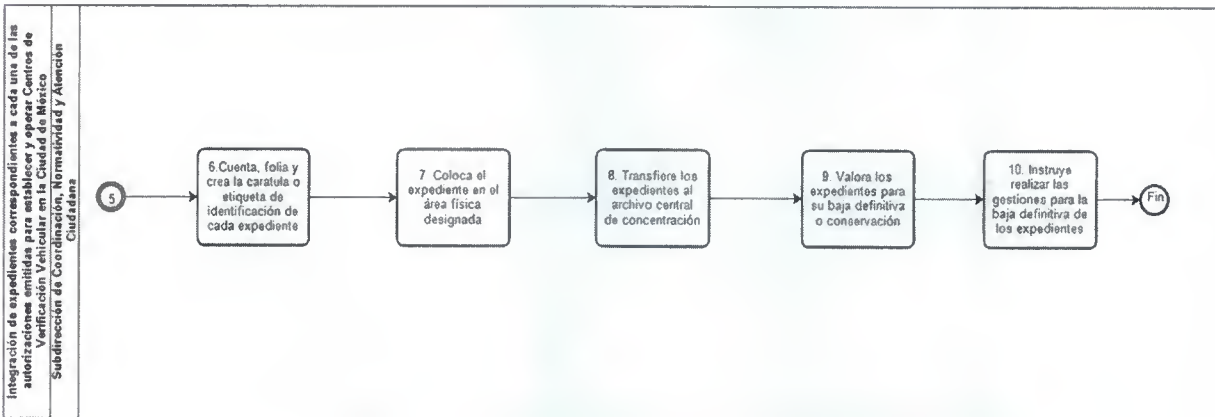 Integración de expedientes correspondientes a cada una de las
autorizaciones emitidas para establecer y operar Centros de
Verificación Vehicular en la Ciudad de México
Subdirección de Coordinación, Normatividad y Atención
Ciudadana
5
6.Cuenta, folia y
crea la caratula o
etiqueta de
identificación de
cada expediente
7 Coloca el
expediente en el
área física
designada
8. Transfiere los
expedientes al
archivo central
de concentración
9. Valora los
expedientes para
su baja definitiva
o conservación
10. Instruye
realizar las
gestiones para la
baja definitiva de
los expedientes
Fin